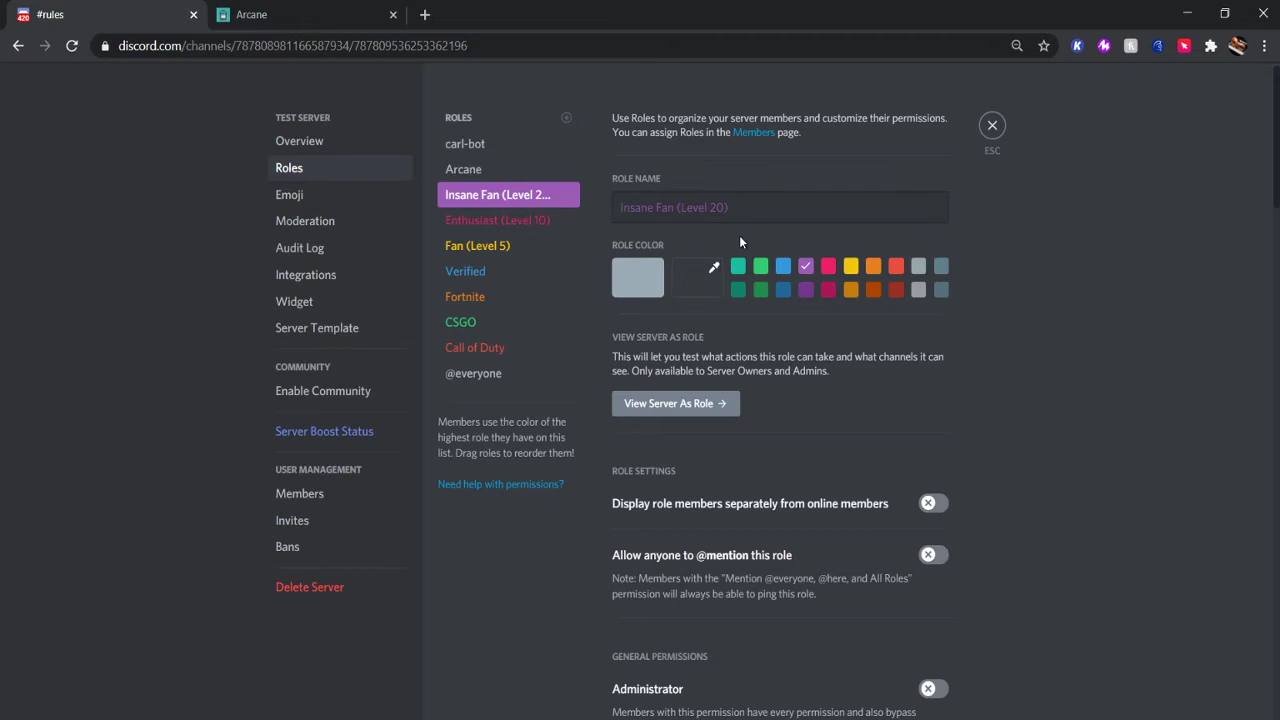 420
#rules
Arcane
discord.com/channels/787808981166587934/787809536253362196
TEST SERVER
Overview
Roles
Emoji
Moderation
Audit Log
Integrations
Widget
Server Template
COMMUNITY
Enable Community
Server Boost Status
USER MANAGEMENT
Members
Invites
Bans
Delete Server
ROLES
carl-bot
Arcane
Insane Fan (Level 2...
Enthusiast (Level 10)
Fan (Level 5)
Verified
Fortnite
CSGO
Call of Duty
@everyone
Members use the color of the
highest role they have on this
list. Drag roles to reorder them!
Need help with permissions?
Use Roles to organize your server members and customize their permissions.
You can assign Roles in the Members page.
ROLE NAME
Insane Fan (Level 20)
ROLE COLOR
VIEW SERVER AS ROLE
This will let you test what actions this role can take and what channels it can
see. Only available to Server Owners and Admins.
View Server As Role →
ROLE SETTINGS
Display role members separately from online members
Allow anyone to @mention this role
Note: Members with the "Mention @everyone, @here, and All Roles"
permission will always be able to ping this role.
GENERAL PERMISSIONS
Administrator
Members with this permission have every permission and also bypass
ESC